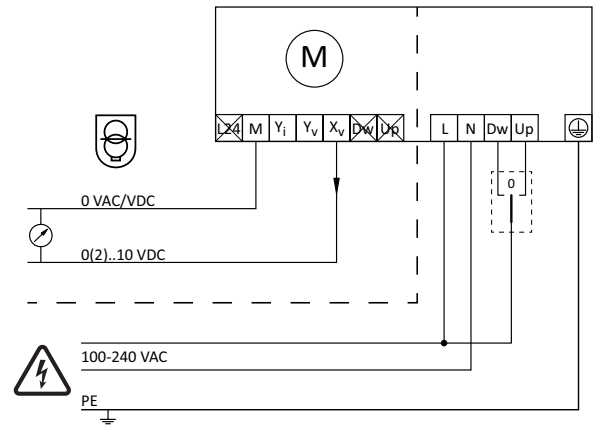 M
L24 M Yi Yv Xv Dw Up L N Dw Up
0
0 VAC/VDC
0(2)..10 VDC
100-240 VAC
PE